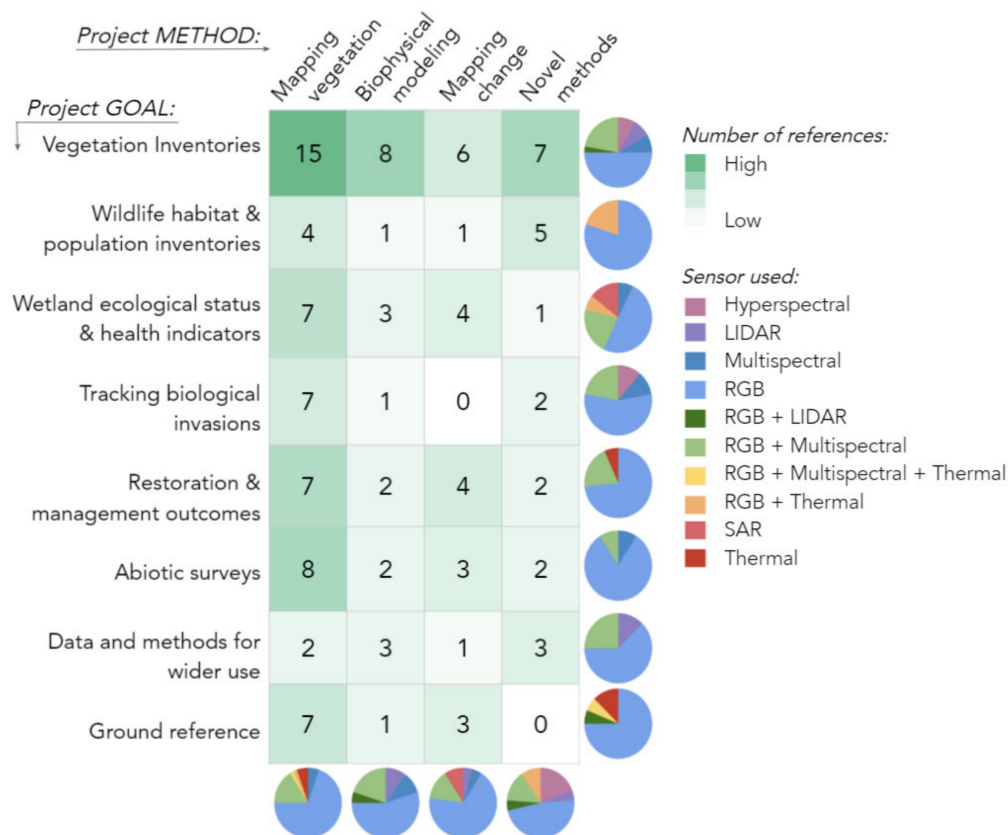 Project METHOD:
Mapping
vegetation
Biophysical
modeling
Mapping
change
Novel
methods
Project GOAL:
Vegetation Inventories
15 8 6 7
Wildlife habitat &
population inventories
4 1 1 5
Wetland ecological status
& health indicators
7 3 4 1
Tracking biological
invasions
7 1 0 2
Restoration &
management outcomes
7 2 4 2
Abiotic surveys
8 2 3 2
Data and methods for
wider use
2 3 1 3
Ground reference
7 1 3 0
Number of references:
High
Low
Sensor used:
Hyperspectral
LIDAR
Multispectral
RGB
RGB + LIDAR
RGB + Multispectral
RGB + Multispectral + Thermal
RGB + Thermal
SAR
Thermal